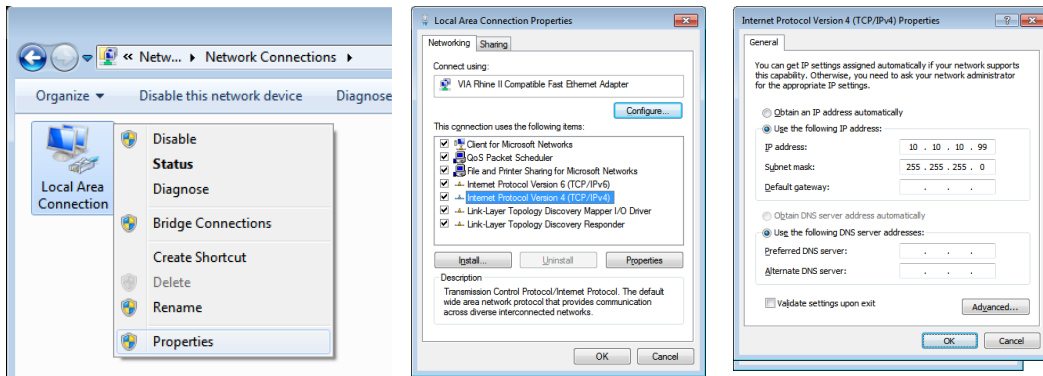 « Netw... ▸ Network Connections ▸
Organize ▾ Disable this network device Diagnose
Local Area
Connection
Disable
Status
Diagnose
Bridge Connections
Create Shortcut
Delete
Rename
Properties
Local Area Connection Properties
Networking Sharing
Connect using:
VIA Rhine II Compatible Fast Ethernet Adapter
Configure...
This connection uses the following items:
Client for Microsoft Networks
QoS Packet Scheduler
File and Printer Sharing for Microsoft Networks
Internet Protocol Version 6 (TCP/IPv6)
Internet Protocol Version 4 (TCP/IPv4)
Link-Layer Topology Discovery Mapper I/O Driver
Link-Layer Topology Discovery Responder
Install... Uninstall Properties
Description
Transmission Control Protocol/Internet Protocol. The default
wide area network protocol that provides communication
across diverse interconnected networks.
OK Cancel
Internet Protocol Version 4 (TCP/IPv4) Properties
General
You can get IP settings assigned automatically if your network supports
this capability. Otherwise, you need to ask your network administrator
for the appropriate IP settings.
Obtain an IP address automatically
Use the following IP address:
IP address: 10 . 10 . 10 . 99
Subnet mask: 255 . 255 . 255 . 0
Default gateway: . . .
Obtain DNS server address automatically
Use the following DNS server addresses:
Preferred DNS server: . . .
Alternate DNS server: . . .
Validate settings upon exit Advanced...
OK Cancel